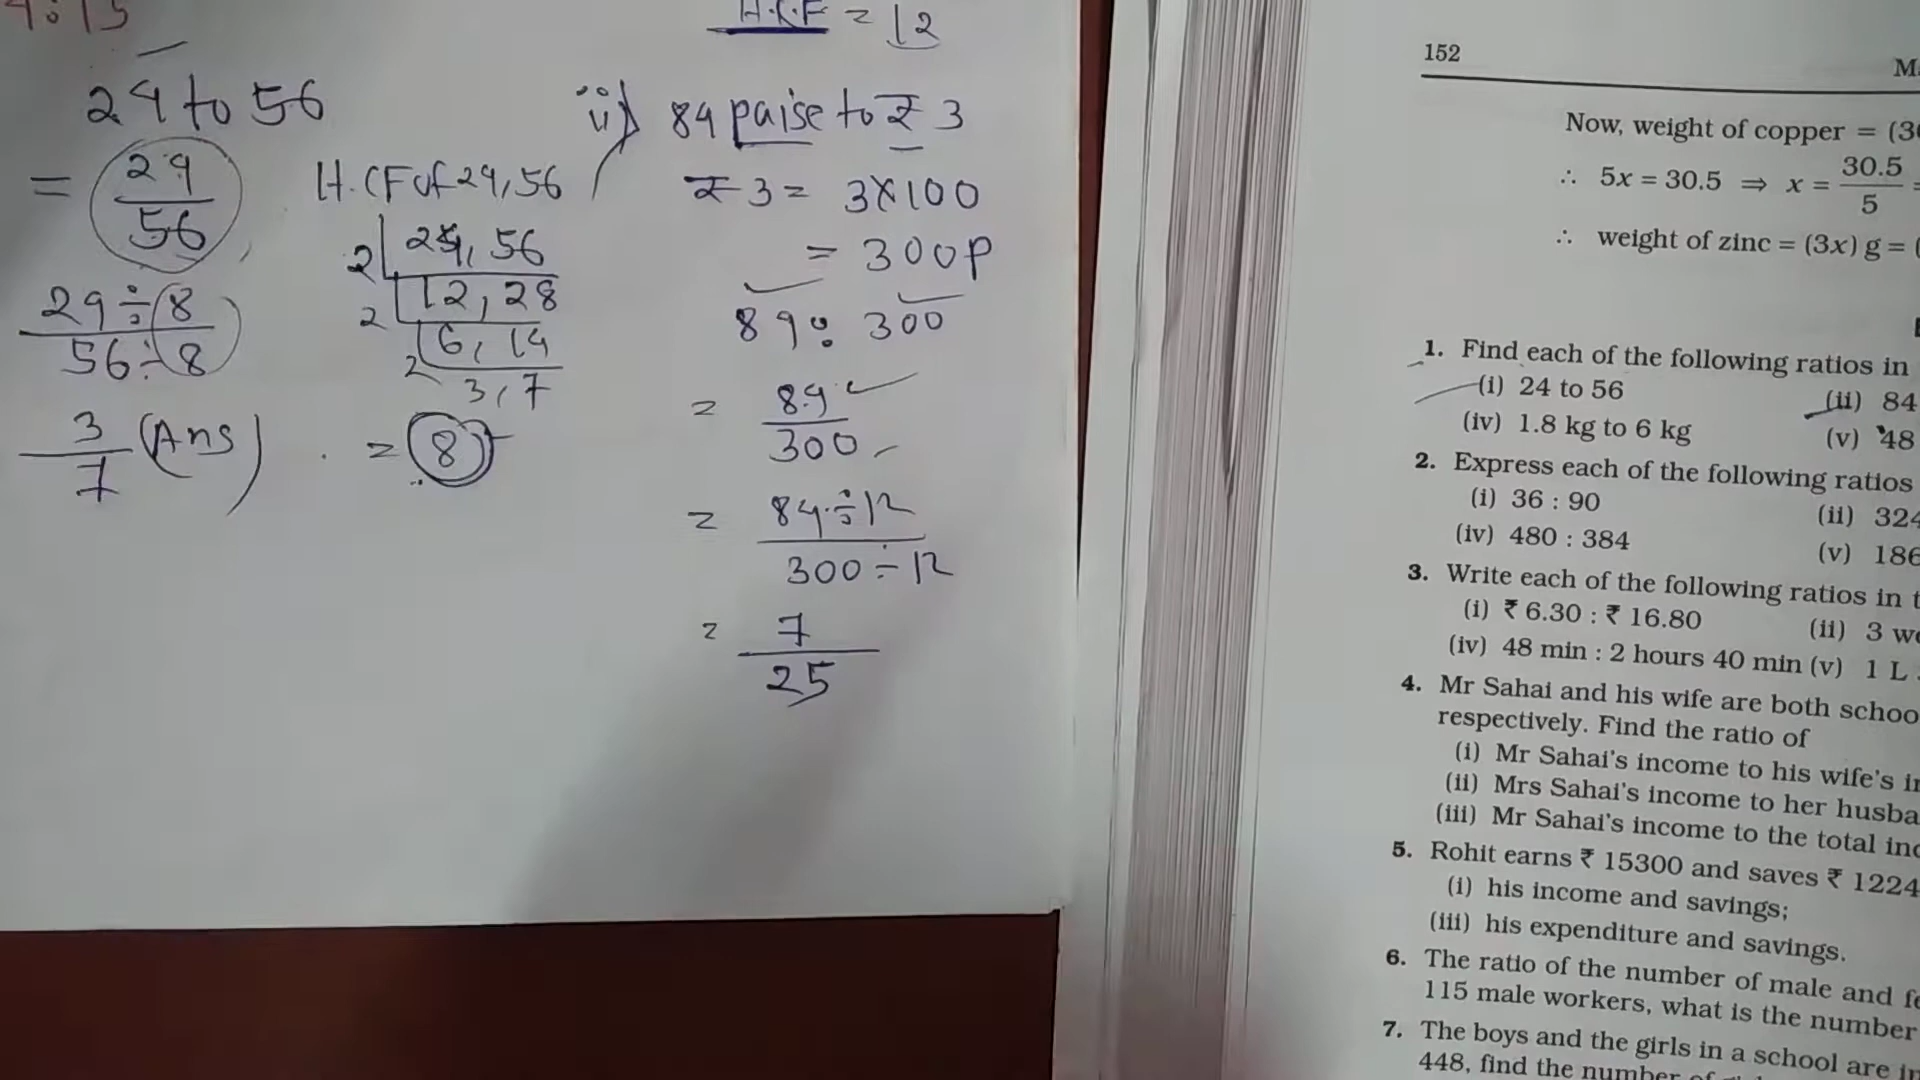 4:15
24 to 56
= 24/56
24 ÷ 8 / 56 ÷ 8
3/7 (Ans)
H.CF of 24, 56
2 | 24, 56
2 | 12, 28
2 | 6, 14
3, 7
= 8
H.C.F = 12
ii) 84 paise to ₹ 3
₹ 3 = 3 × 100
= 300p
84 : 300
= 84/300
= 84 ÷ 12 / 300 ÷ 12
= 7/25
152
Now, weight of copper = (3
∴ 5x = 30.5 ⇒ x = 30.5/5 =
∴ weight of zinc = (3x) g = (
1. Find each of the following ratios in
(i) 24 to 56 (ii) 84
(iv) 1.8 kg to 6 kg (v) 48
2. Express each of the following ratios
(i) 36 : 90 (ii) 324
(iv) 480 : 384 (v) 186
3. Write each of the following ratios in
(i) ₹ 6.30 : ₹ 16.80 (ii) 3 we
(iv) 48 min : 2 hours 40 min (v) 1 L
4. Mr Sahai and his wife are both schoo
respectively. Find the ratio of
(i) Mr Sahai's income to his wife's in
(ii) Mrs Sahai's income to her husba
(iii) Mr Sahai's income to the total inc
5. Rohit earns ₹ 15300 and saves ₹ 1224
(i) his income and savings;
(iii) his expenditure and savings.
6. The ratio of the number of male and fe
115 male workers, what is the number
7. The boys and the girls in a school are in
448, find the number of